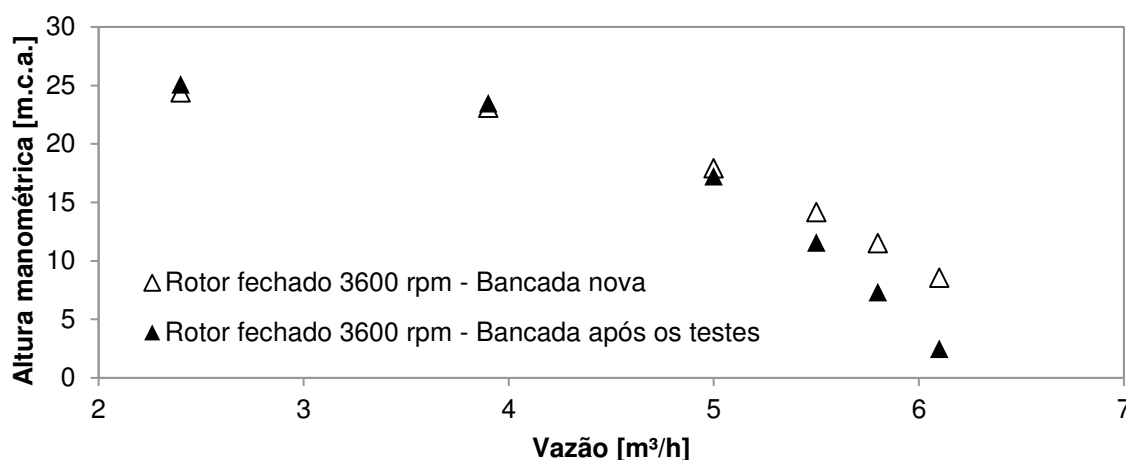 Altura manométrica [m.c.a.]
30
25
20
15
10
5
0
Rotor fechado 3600 rpm - Bancada nova
Rotor fechado 3600 rpm - Bancada após os testes
2 3 4 5 6 7
Vazão [m³/h]